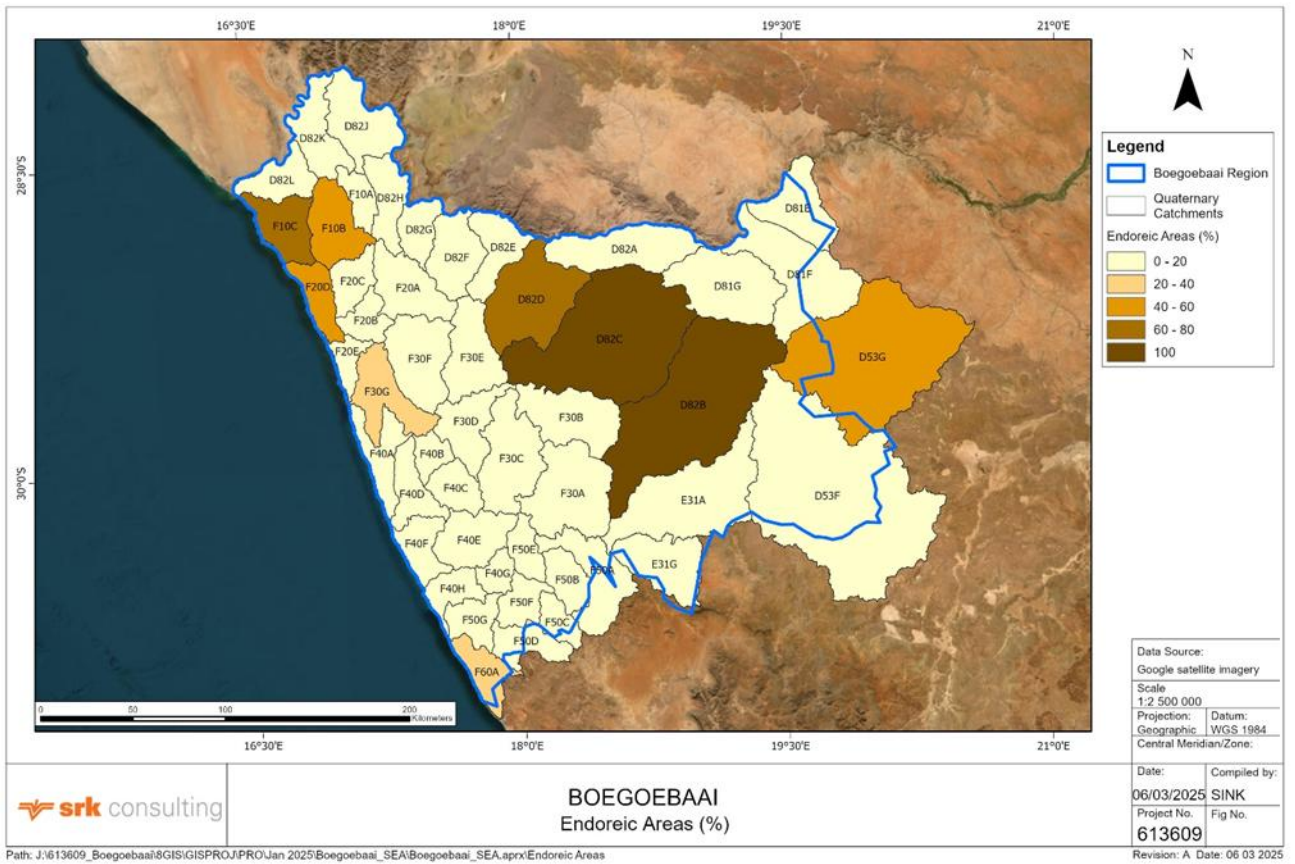 16°30'E 18°0'E 19°30'E 21°0'E
28°30'S
30°0'S
N
Legend
Boegoebaai Region
Quaternary
Catchments
Endoreic Areas (%)
0 - 20
20 - 40
40 - 60
60 - 80
100
D82J
D82K
D82L
F10A
D82H
F10C
F10B
D82G
D82F
D82E
D82A
D81E
D81F
D81G
F20D
F20C
F20A
D82D
F20B
F20E
F30F
F30E
D82C
D53G
F30G
D82B
F30D
F30B
F40A
F40B
F30C
F40D
F40C
F30A
E31A
D53F
F40F
F40E
F50E
F50A
E31G
F40G
F50B
F40H
F50F
F50G
F50C
F50D
F60A
0 50 100 200
Kilometers
16°30'E 18°0'E 19°30'E 21°0'E
Data Source:
Google satellite imagery
Scale
1:2 500 000
Projection: Datum:
Geographic WGS 1984
Central Meridian/Zone:
Date: Compiled by:
06/03/2025 SINK
Project No. Fig No.
613609
srk consulting
BOEGOEBAAI
Endoreic Areas (%)
Path: J:\613609_Boegoebaai\8GIS\GISPROJ\PRO\Jan 2025\Boegoebaai_SEA\Boegoebaai_SEA.aprx\Endoreic Areas
Revision: A Date: 06 03 2025